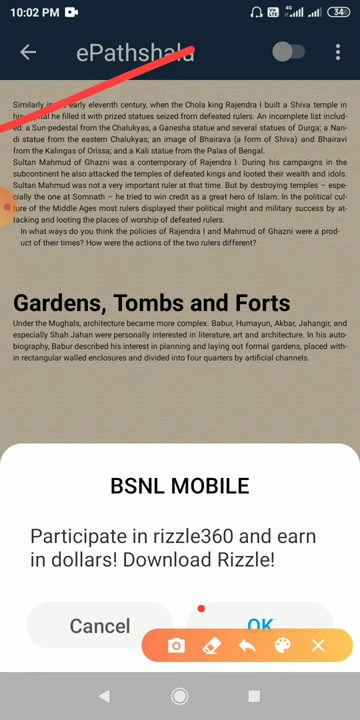 10:02 PM 4G 34
ePathshala
Similarly in early eleventh century, when the Chola king Rajendra I built a Shiva temple in
his capital he filled it with prized statues seized from defeated rulers. An incomplete list includ-
ed: a Sun-pedestal from the Chalukyas, a Ganesha statue and several statues of Durga; a Nan-
di statue from the eastern Chalukyas; an image of Bhairava (a form of Shiva) and Bhairavi
from the Kalingas of Orissa; and a Kali statue from the Palas of Bengal.
Sultan Mahmud of Ghazni was a contemporary of Rajendra I. During his campaigns in the
subcontinent he also attacked the temples of defeated kings and looted their wealth and idols.
Sultan Mahmud was not a very important ruler at that time. But by destroying temples – espe-
cially the one at Somnath – he tried to win credit as a great hero of Islam. In the political cul-
ture of the Middle Ages most rulers displayed their political might and military success by at-
tacking and looting the places of worship of defeated rulers.
In what ways do you think the policies of Rajendra I and Mahmud of Ghazni were a prod-
uct of their times? How were the actions of the two rulers different?
Gardens, Tombs and Forts
Under the Mughals, architecture became more complex. Babur, Humayun, Akbar, Jahangir, and
especially Shah Jahan were personally interested in literature, art and architecture. In his auto-
biography, Babur described his interest in planning and laying out formal gardens, placed with-
in rectangular walled enclosures and divided into four quarters by artificial channels.
BSNL MOBILE
Participate in rizzle360 and earn
in dollars! Download Rizzle!
Cancel OK